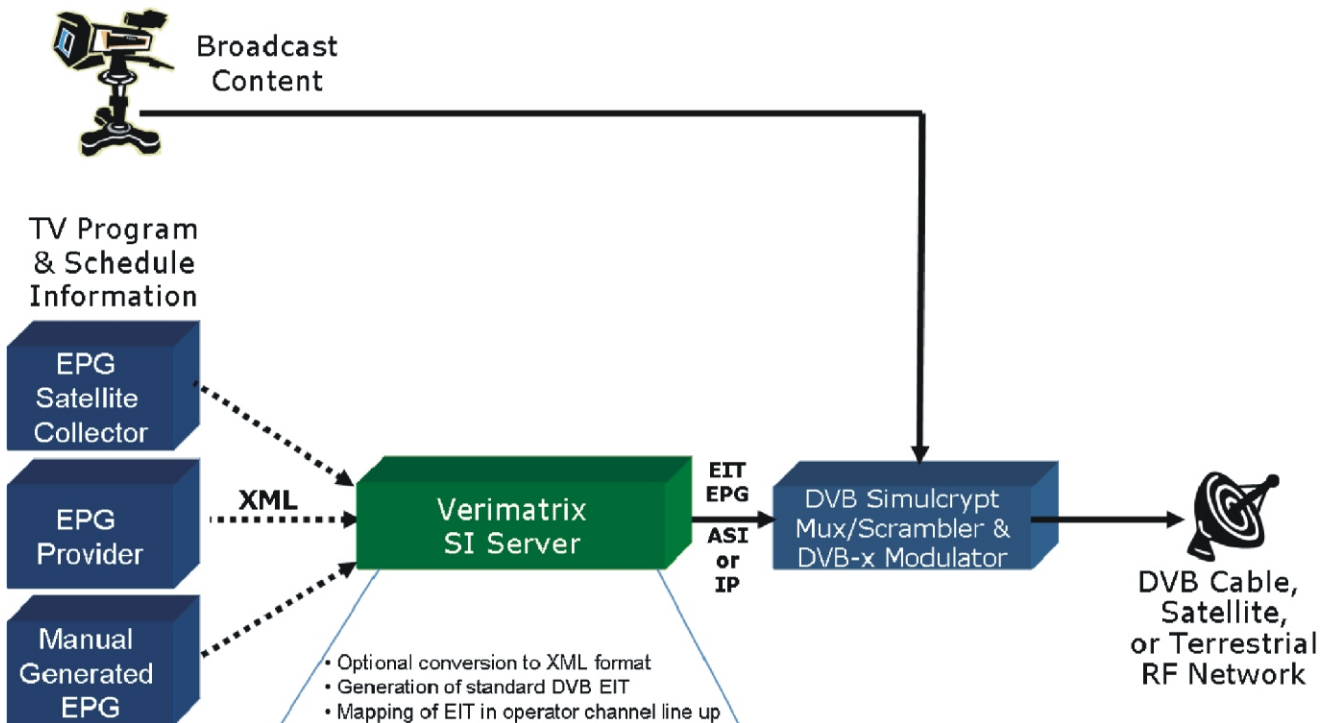 Broadcast
Content
TV Program
& Schedule
Information
EPG
Satellite
Collector
EPG
Provider
Manual
Generated
EPG
XML
Verimatrix
SI Server
EIT
EPG
ASI
or
IP
DVB Simulcrypt
Mux/Scrambler &
DVB-x Modulator
DVB Cable,
Satellite,
or Terrestrial
RF Network
• Optional conversion to XML format
• Generation of standard DVB EIT
• Mapping of EIT in operator channel line up